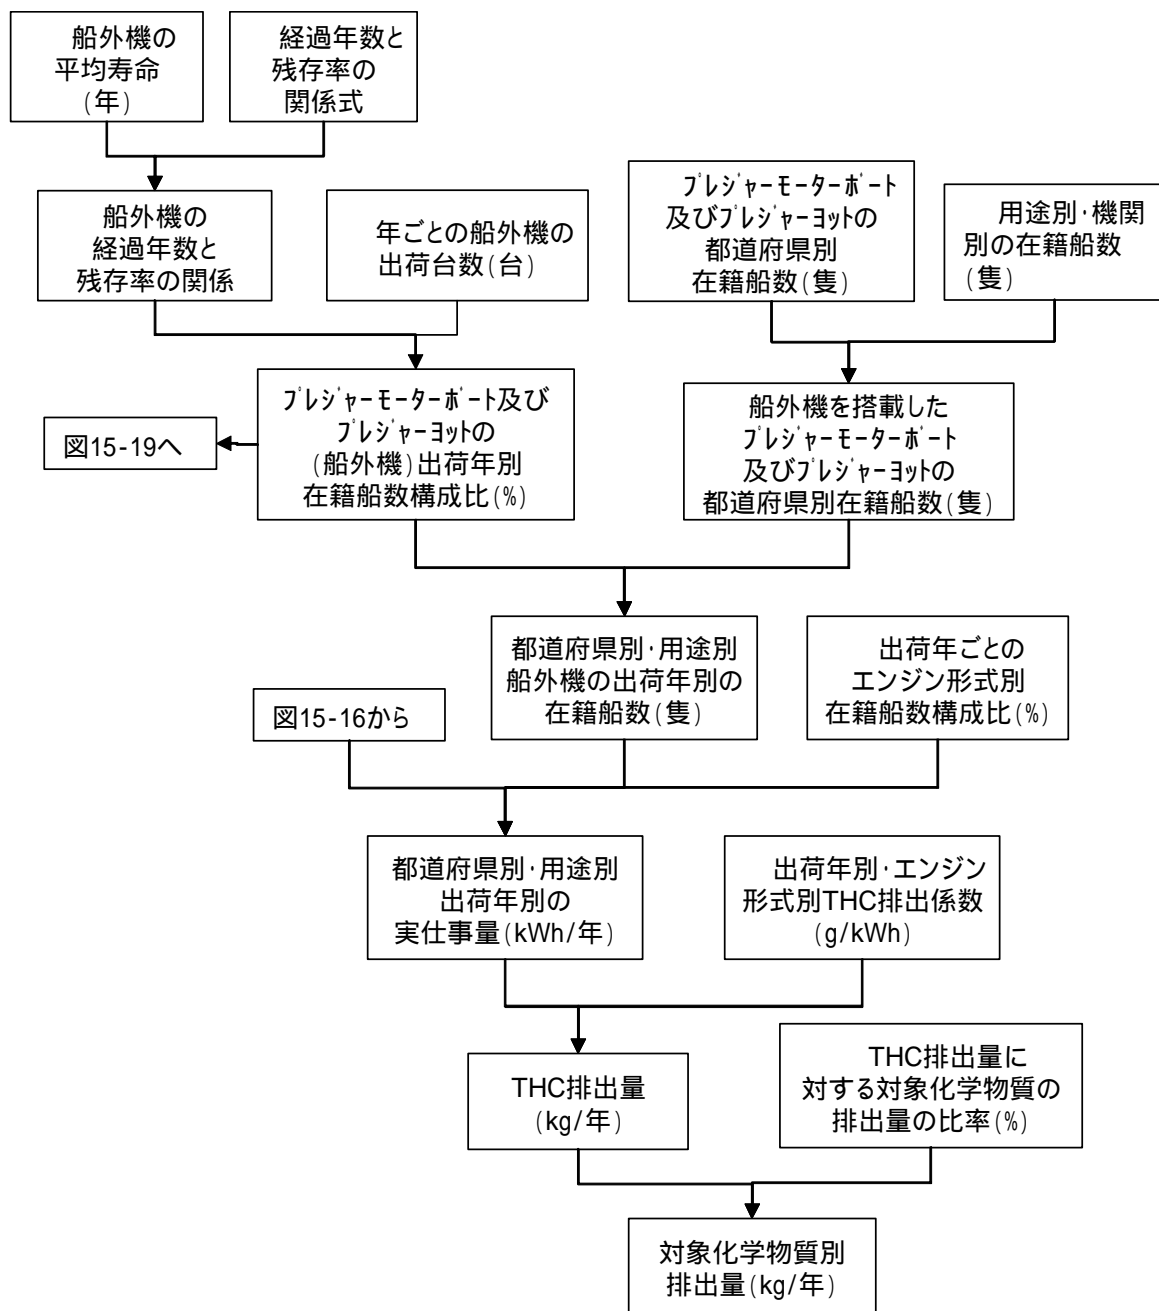 船外機の
平均寿命
(年)
経過年数と
残存率の
関係式
船外機の
経過年数と
残存率の関係
年ごとの船外機の
出荷台数(台)
プレジャーモーターボート
及びプレジャーヨットの
都道府県別
在籍船数(隻)
用途別・機関
別の在籍船数
(隻)
図15-19へ
プレジャーモーターボート及び
プレジャーヨットの
(船外機)出荷年別
在籍船数構成比(%)
船外機を搭載した
プレジャーモーターボート
及びプレジャーヨットの
都道府県別在籍船数(隻)
図15-16から
都道府県別・用途別
船外機の出荷年別の
在籍船数(隻)
出荷年ごとの
エンジン形式別
在籍船数構成比(%)
都道府県別・用途別
出荷年別の
実仕事量(kWh/年)
出荷年別・エンジン
形式別THC排出係数
(g/kWh)
THC排出量
(kg/年)
THC排出量に
対する対象化学物質の
排出量の比率(%)
対象化学物質別
排出量(kg/年)